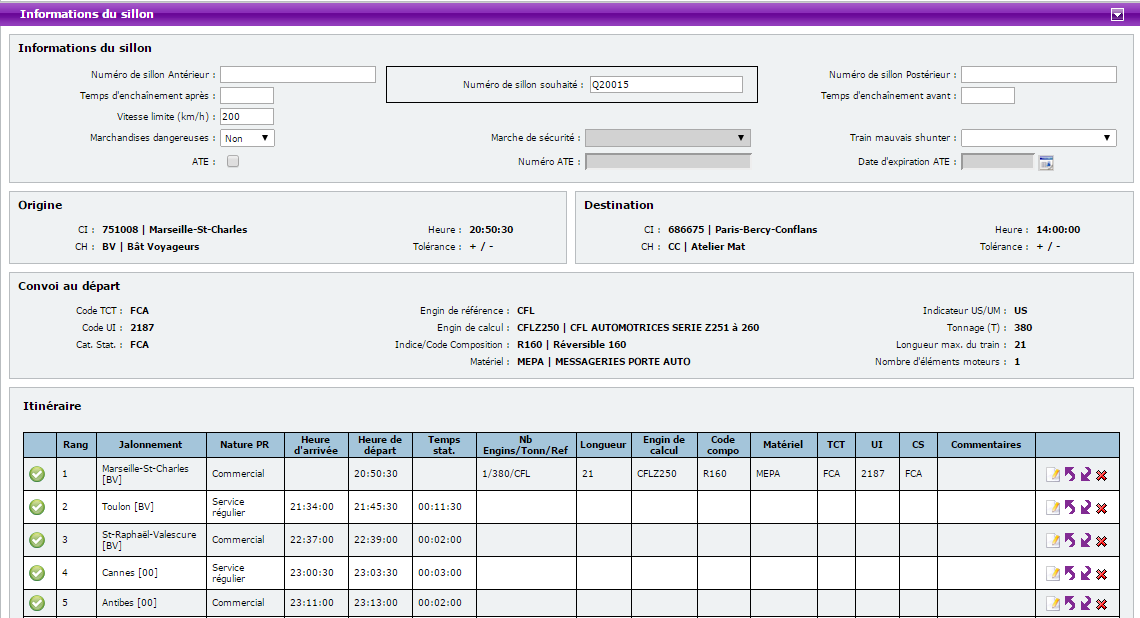 Informations du sillon
Informations du sillon
Numéro de sillon Antérieur :
Numéro de sillon souhaité : Q20015
Numéro de sillon Postérieur :
Temps d'enchaînement après :
Temps d'enchaînement avant :
Vitesse limite (km/h) : 200
Marchandises dangereuses : Non
Marche de sécurité :
Train mauvais shunter :
ATE :
Numéro ATE :
Date d'expiration ATE :
Origine
CI : 751008 | Marseille-St-Charles Heure : 20:50:30
CH : BV | Bât Voyageurs Tolérance : + / -
Destination
CI : 686675 | Paris-Bercy-Conflans Heure : 14:00:00
CH : CC | Atelier Mat Tolérance : + / -
Convoi au départ
Code TCT : FCA Engin de référence : CFL Indicateur US/UM : US
Code UI : 2187 Engin de calcul : CFLZ250 | CFL AUTOMOTRICES SERIE Z251 à 260 Tonnage (T) : 380
Cat. Stat. : FCA Indice/Code Composition : R160 | Réversible 160 Longueur max. du train : 21
Matériel : MEPA | MESSAGERIES PORTE AUTO Nombre d'éléments moteurs : 1
Itinéraire
Rang Jalonnement Nature PR Heure d'arrivée Heure de départ Temps stat. Nb Engins/Tonn/Ref Longueur Engin de calcul Code compo Matériel TCT UI CS Commentaires
1 Marseille-St-Charles [BV] Commercial 20:50:30 1/380/CFL 21 CFLZ250 R160 MEPA FCA 2187 FCA
2 Toulon [BV] Service régulier 21:34:00 21:45:30 00:11:30
3 St-Raphaël-Valescure [BV] Commercial 22:37:00 22:39:00 00:02:00
4 Cannes [00] Service régulier 23:00:30 23:03:30 00:03:00
5 Antibes [00] Commercial 23:11:00 23:13:00 00:02:00